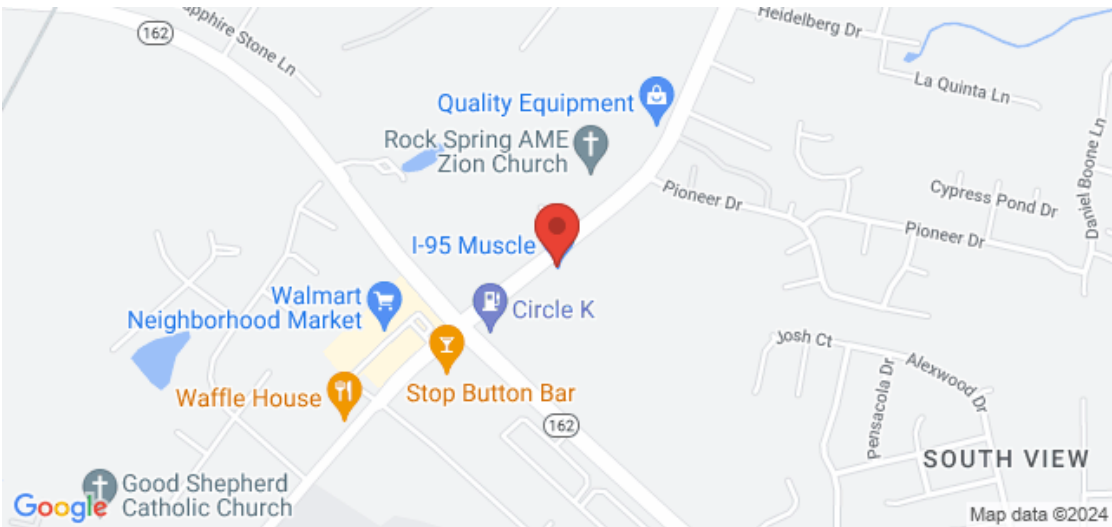 162
apphire Stone Ln
Heidelberg Dr
La Quinta Ln
Quality Equipment
Rock Spring AME
Zion Church
Daniel Boone Ln
Pioneer Dr
Cypress Pond Dr
Pioneer Dr
I-95 Muscle
Walmart
Neighborhood Market
Circle K
Josh Ct
Alexwood Dr
Pensacola Dr
Waffle House
Stop Button Bar
162
SOUTH VIEW
Good Shepherd
Catholic Church
Google
Map data ©2024